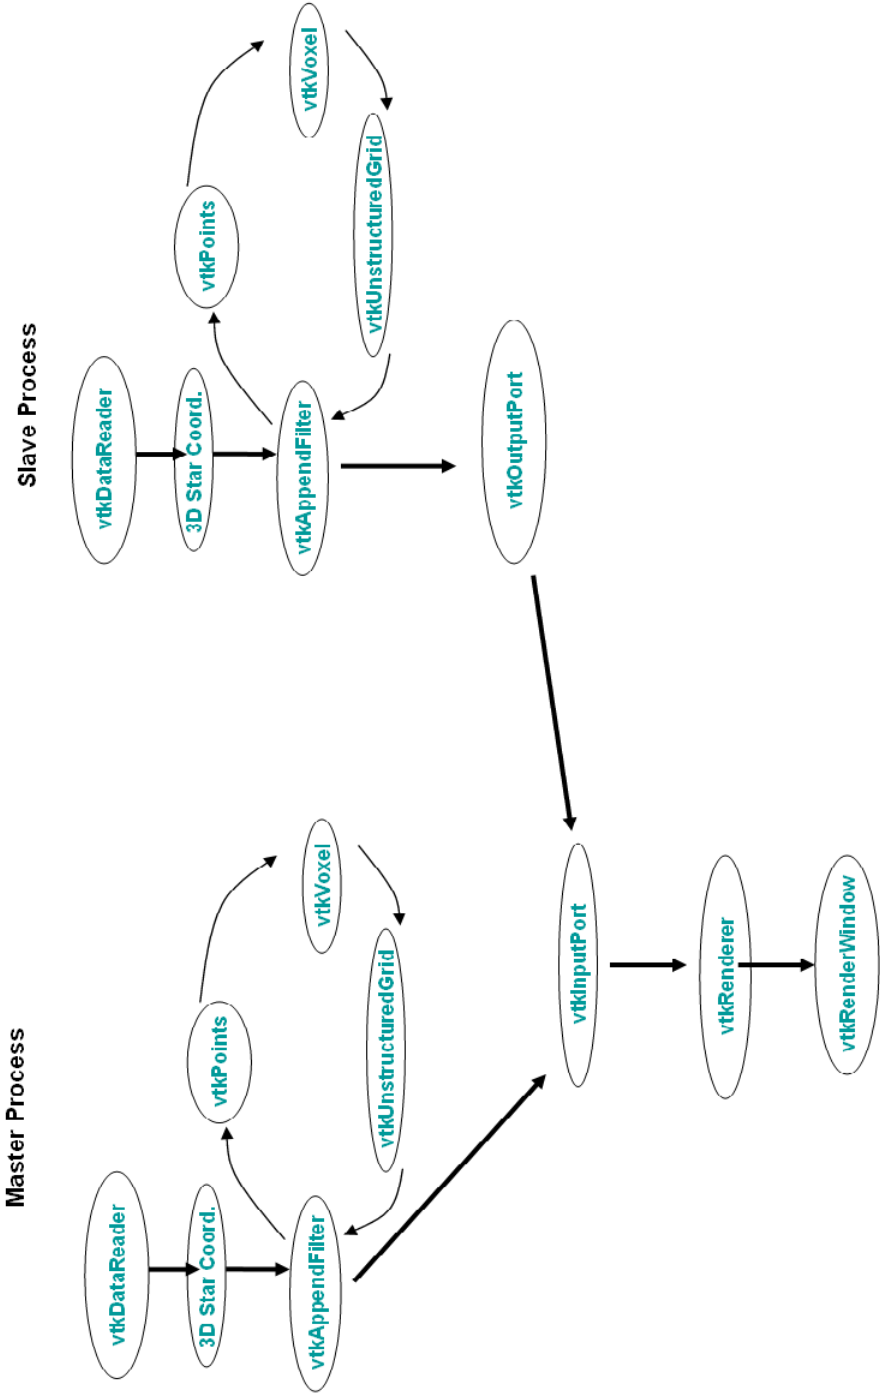 Master Process
vtkDataReader
3D Star Coord.
vtkAppendFilter
vtkPoints
vtkVoxel
vtkUnstructuredGrid
vtkInputPort
vtkRenderer
vtkRenderWindow
Slave Process
vtkDataReader
3D Star Coord.
vtkAppendFilter
vtkPoints
vtkVoxel
vtkUnstructuredGrid
vtkOutputPort